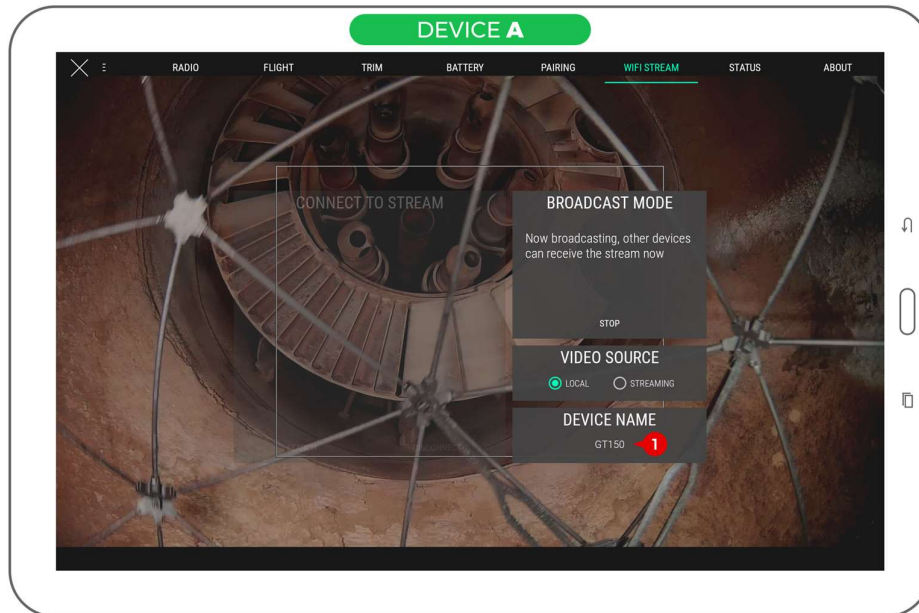 DEVICE A
RADIO FLIGHT TRIM BATTERY PAIRING WIFI STREAM STATUS ABOUT
CONNECT TO STREAM
BROADCAST MODE
Now broadcasting, other devices
can receive the stream now
STOP
VIDEO SOURCE
LOCAL STREAMING
DEVICE NAME
GT150 1